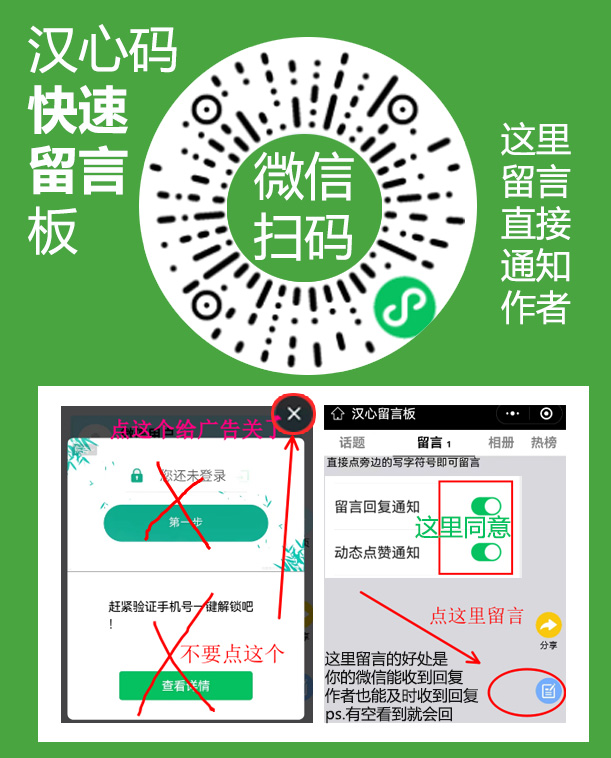 汉心码
快速
留言
板
微信
扫码
这里
留言
直接
通知
作者
点这个给广告关了
您还未登录
第一步
赶紧验证手机号一键解锁吧
！
不要点这个
查看详情
汉心留言板
话题 留言 1 相册 热榜
直接点旁边的写字符号即可留言
留言回复通知
这里同意
动态点赞通知
点这里留言
分享
这里留言的好处是
你的微信能收到回复
作者也能及时收到回复
ps.有空看到就会回